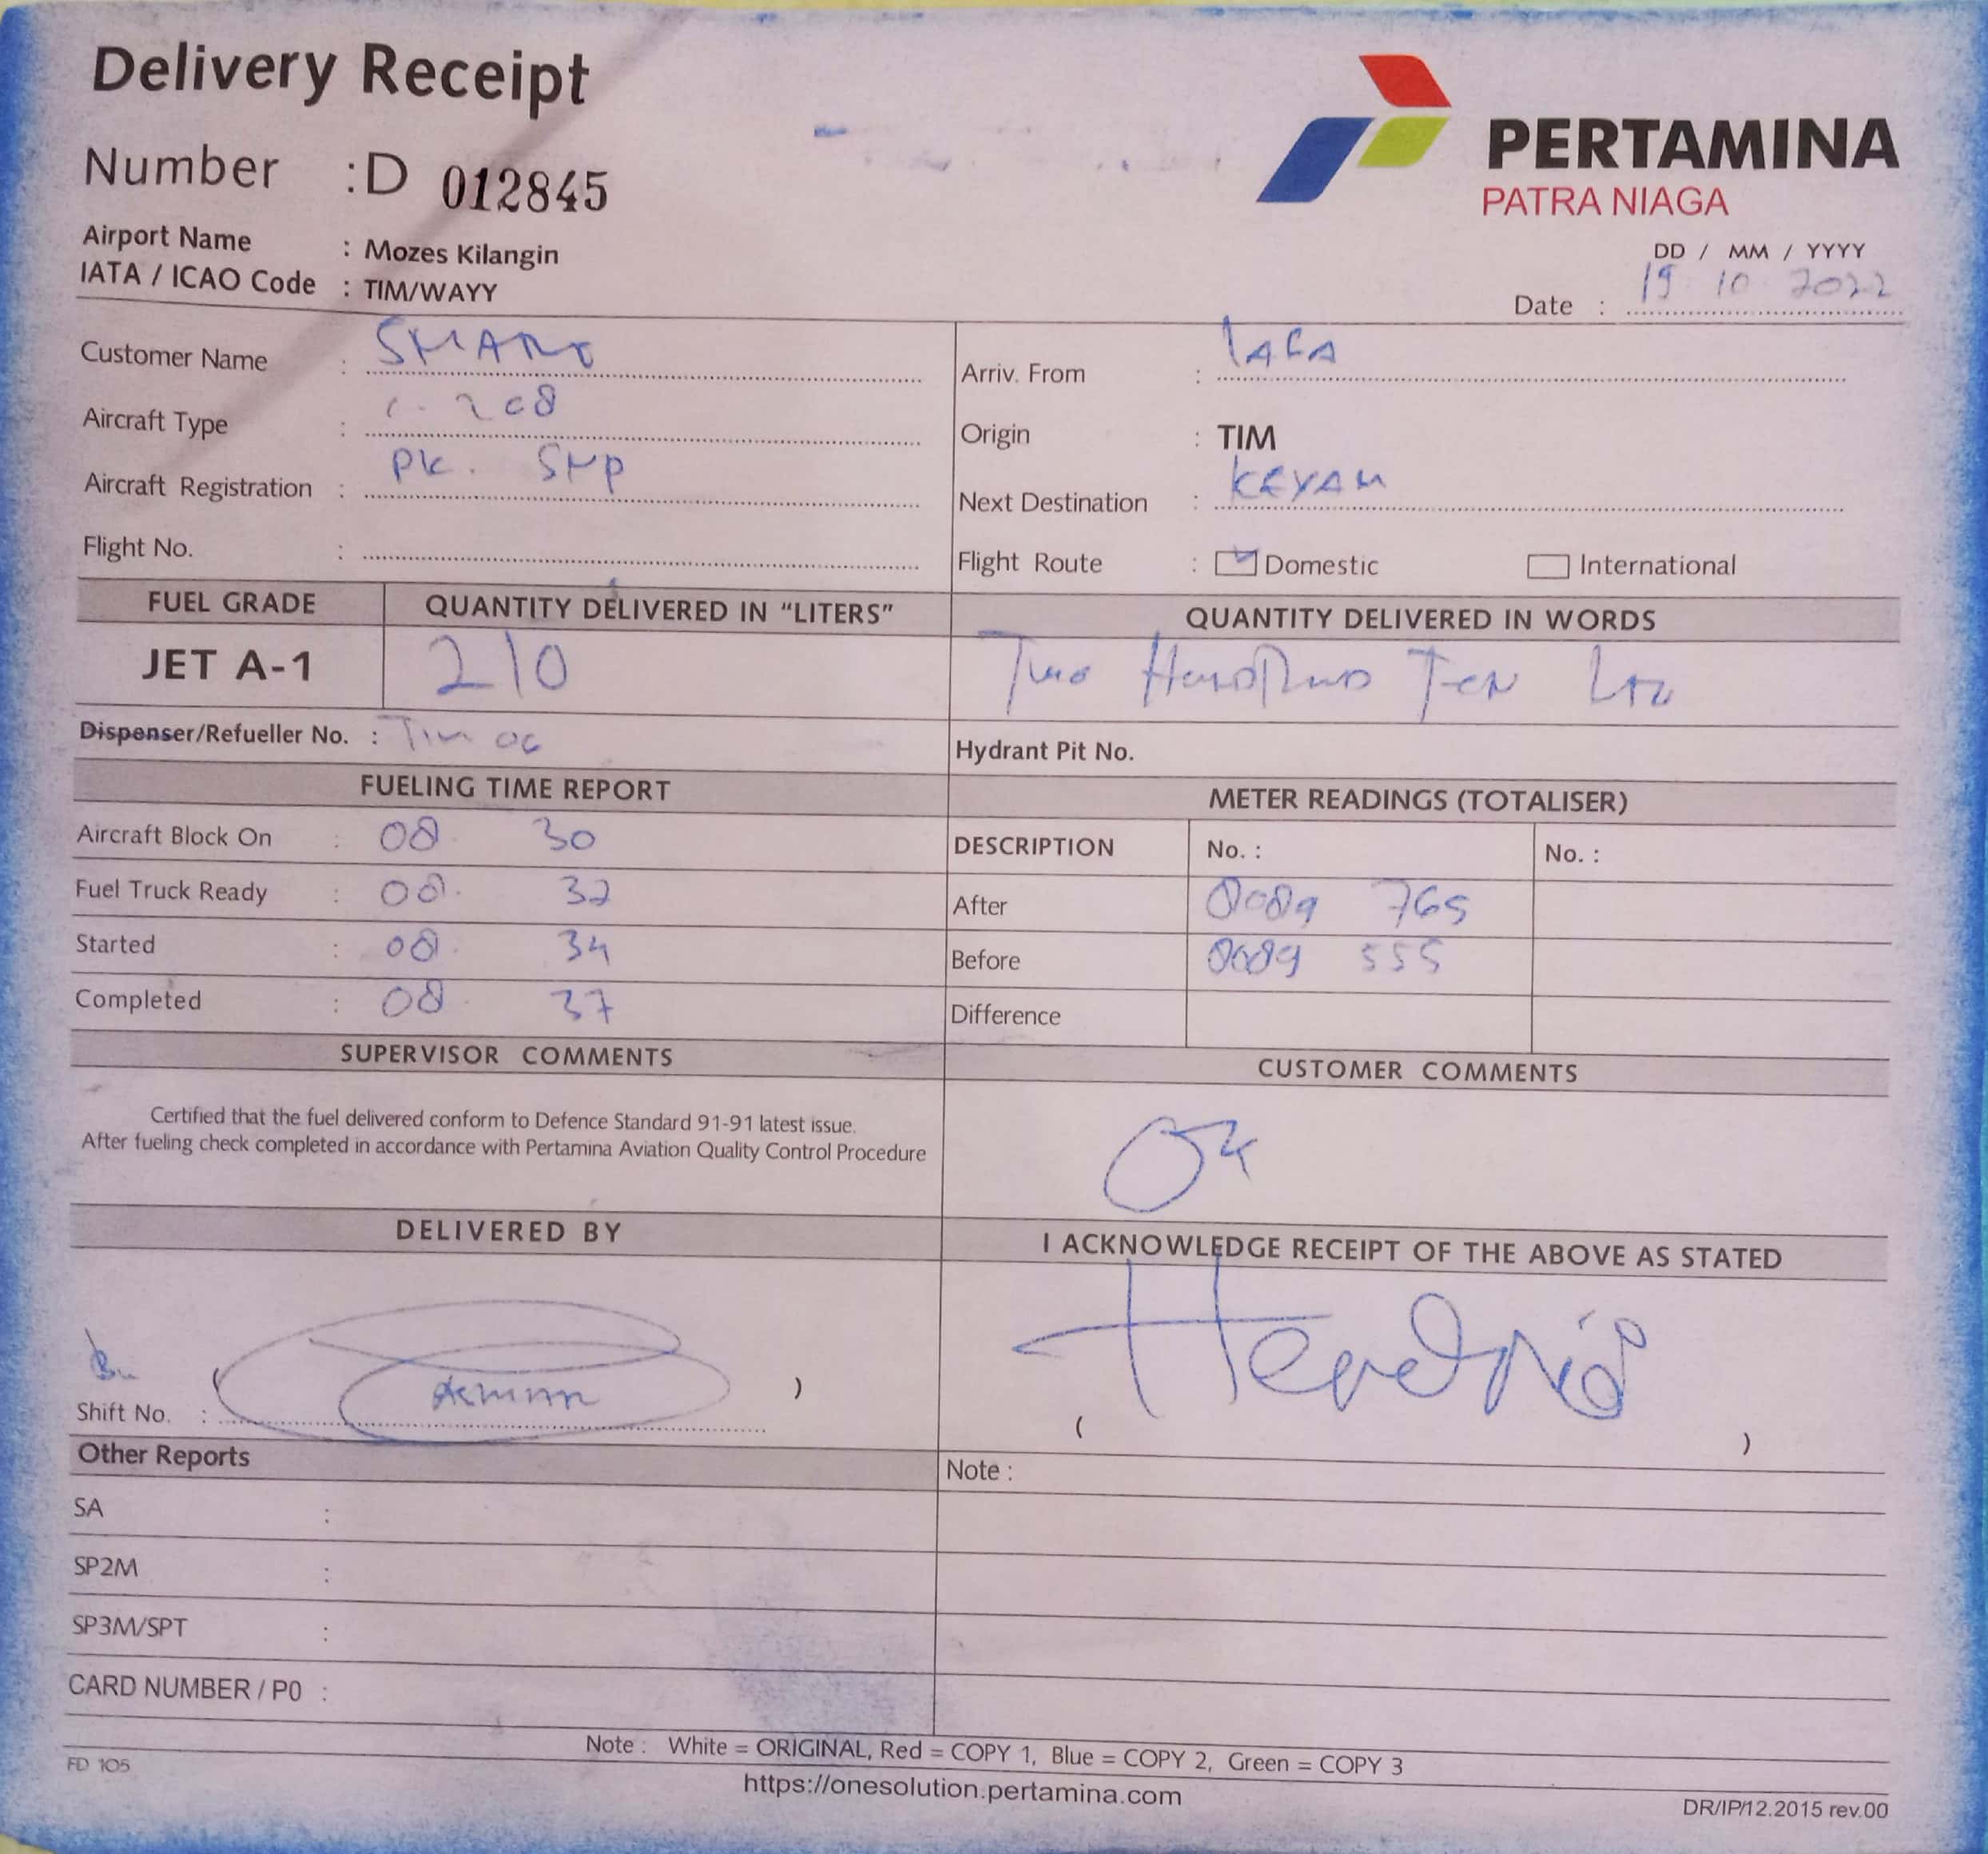 Delivery Receipt
PERTAMINA
PATRA NIAGA
Number : D 012845
Airport Name : Mozes Kilangin
IATA / ICAO Code : TIM/WAYY
DD / MM / YYYY
Date : 19 10 2022
Customer Name : SMART
Aircraft Type : C. 208
Aircraft Registration : PK. SMP
Flight No. :
Arriv. From :
Origin : TIM
Next Destination : KEYAM
Flight Route : Domestic International
FUEL GRADE QUANTITY DELIVERED IN "LITERS" QUANTITY DELIVERED IN WORDS
JET A-1 210 Two Hundred Ten Ltr
Dispenser/Refueller No. : Tim 06 Hydrant Pit No.
FUELING TIME REPORT
Aircraft Block On : 08 30
Fuel Truck Ready : 08. 32
Started : 08. 34
Completed : 08. 37
METER READINGS (TOTALISER)
DESCRIPTION No. : No. :
After 0089 765
Before 0089 555
Difference
SUPERVISOR COMMENTS
Certified that the fuel delivered conform to Defence Standard 91-91 latest issue.
After fueling check completed in accordance with Pertamina Aviation Quality Control Procedure
CUSTOMER COMMENTS
OK
DELIVERED BY
Shift No. : ( )
I ACKNOWLEDGE RECEIPT OF THE ABOVE AS STATED
Hendris
( )
Other Reports
SA :
SP2M :
SP3M/SPT :
CARD NUMBER / P0 :
Note :
Note : White = ORIGINAL, Red = COPY 1, Blue = COPY 2, Green = COPY 3
FD 105
https://onesolution.pertamina.com
DR/IP/12.2015 rev.00